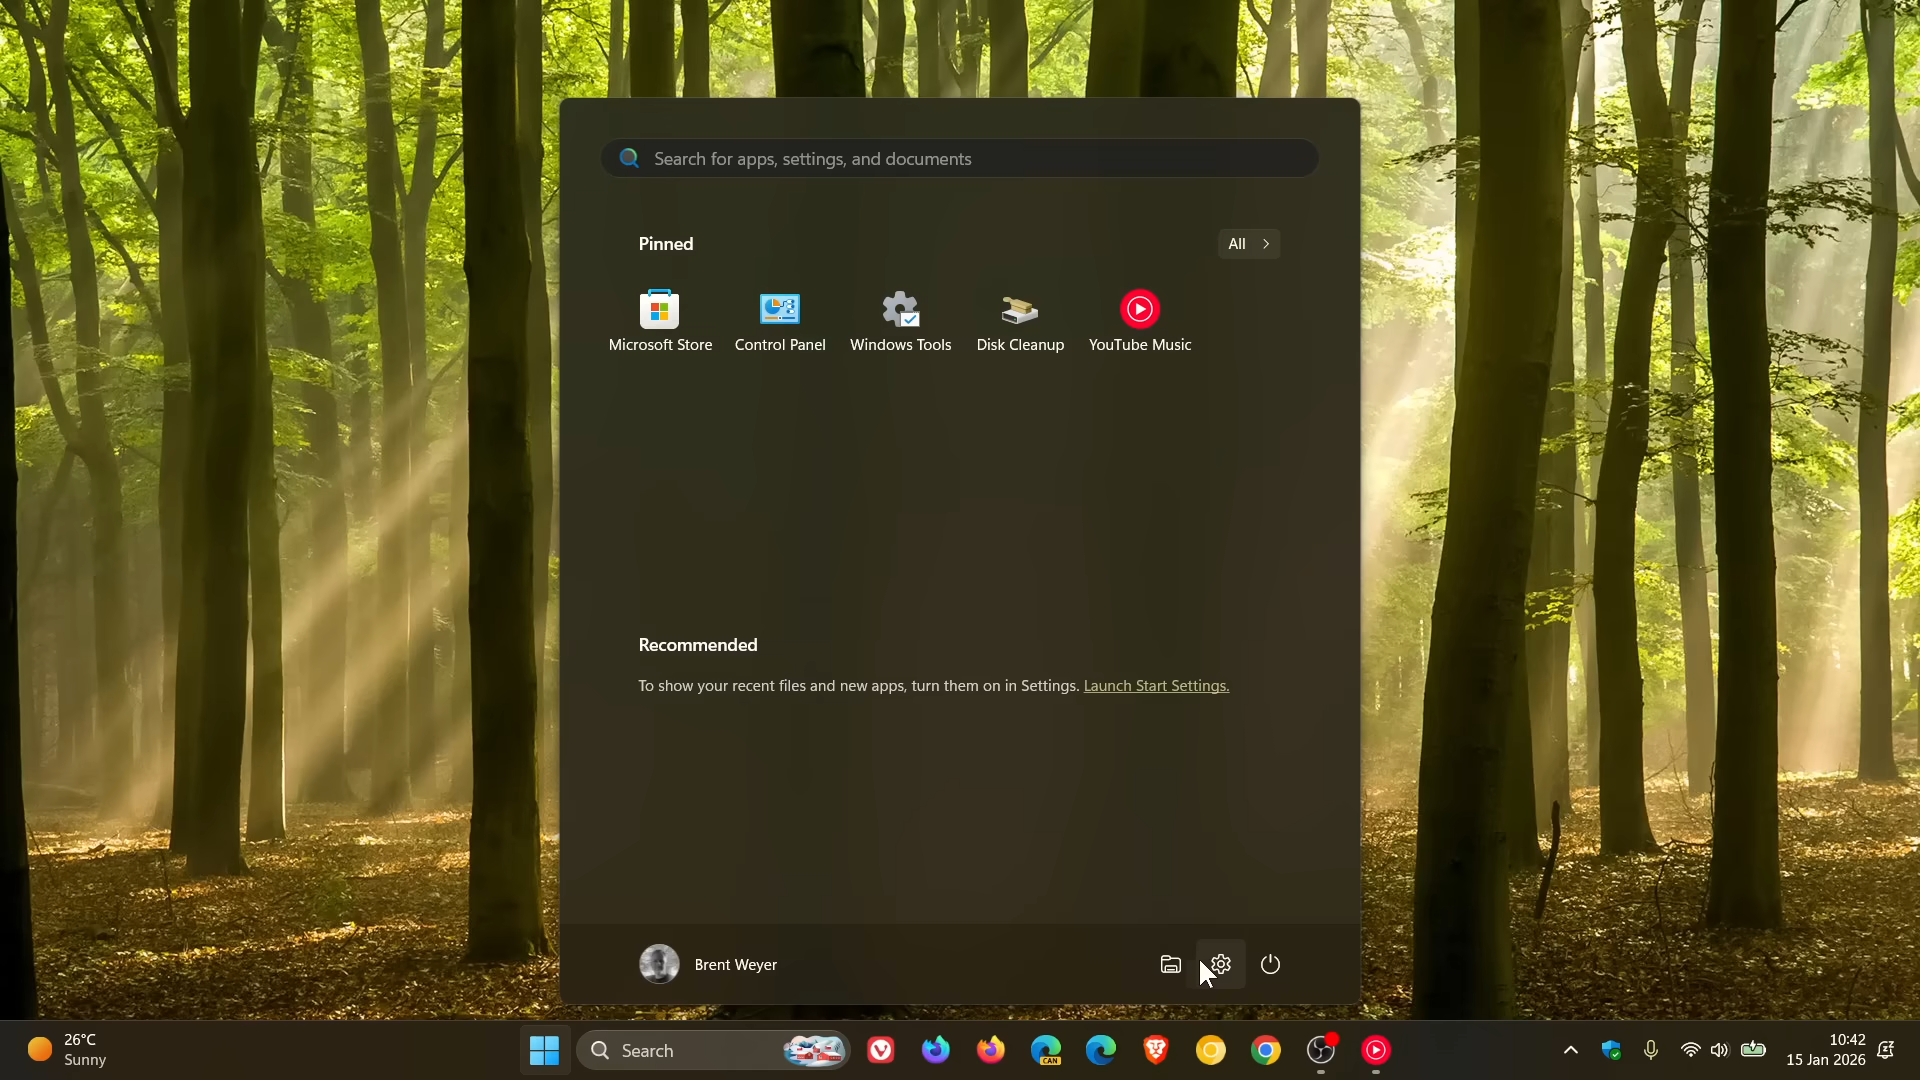 Search for apps, settings, and documents
Pinned
All
Microsoft Store
Control Panel
Windows Tools
Disk Cleanup
YouTube Music
Recommended
To show your recent files and new apps, turn them on in Settings. Launch Start Settings.
Brent Weyer
26°C
Sunny
Search
CAN
10:42
15 Jan 2026